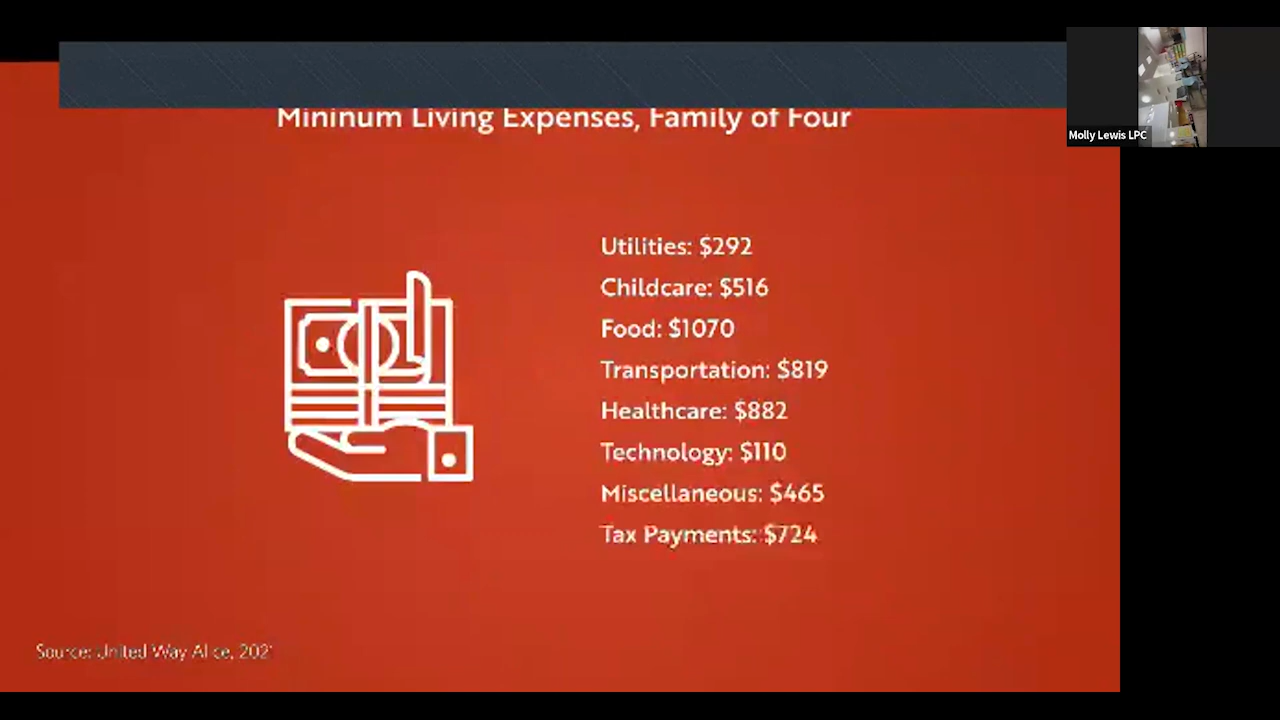 Mininum Living Expenses, Family of Four
Molly Lewis LPC
Utilities: $292
Childcare: $516
Food: $1070
Transportation: $819
Healthcare: $882
Technology: $110
Miscellaneous: $465
Tax Payments: $724
Source: United Way Alice, 2021